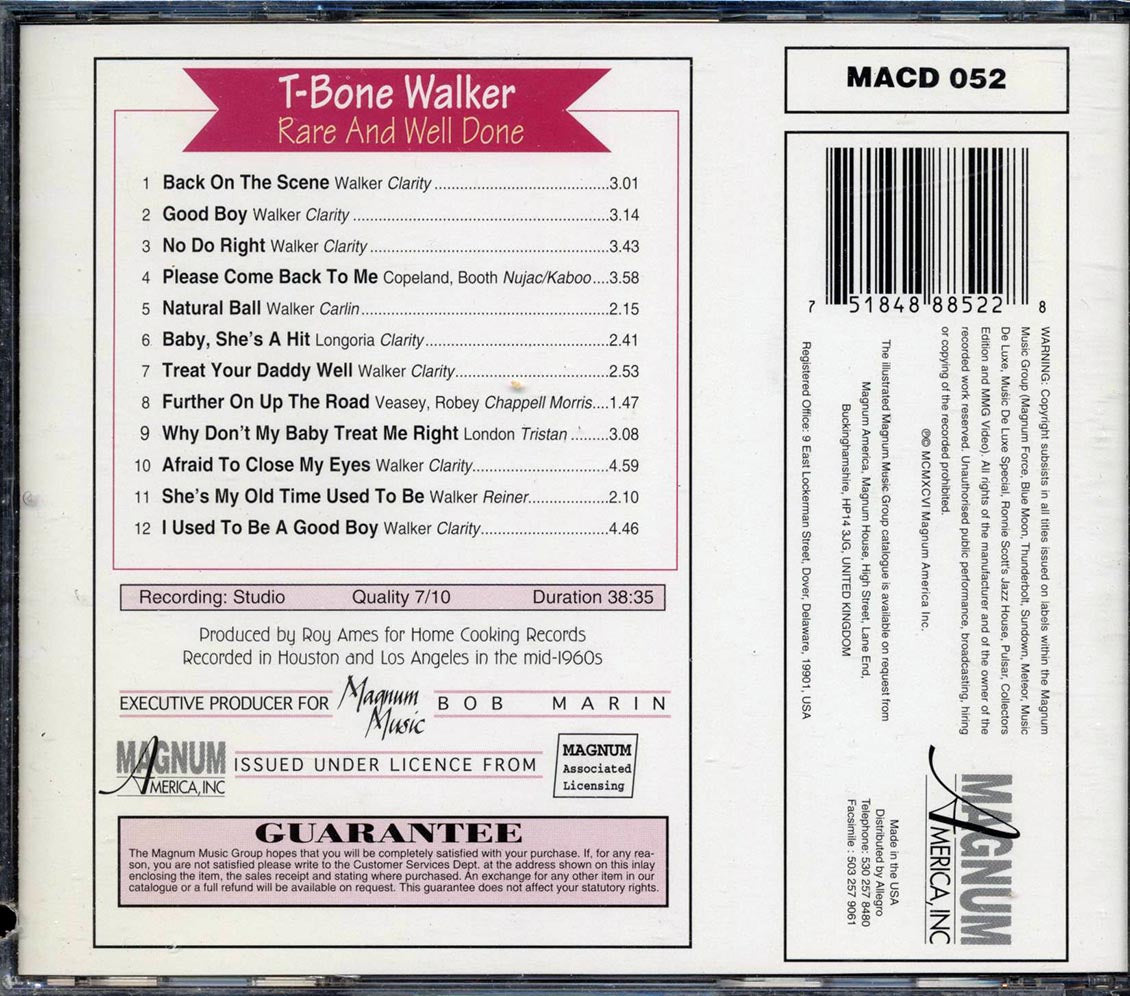 T-Bone Walker
Rare And Well Done
1 Back On The Scene Walker Clarity ........................................3.01
2 Good Boy Walker Clarity ..........................................................3.14
3 No Do Right Walker Clarity ......................................................3.43
4 Please Come Back To Me Copeland, Booth Nujac/Kaboo ....3.58
5 Natural Ball Walker Carlin ........................................................2.15
6 Baby, She's A Hit Longoria Clarity..........................................2.41
7 Treat Your Daddy Well Walker Clarity....................................2.53
8 Further On Up The Road Veasey, Robey Chappell Morris....1.47
9 Why Don't My Baby Treat Me Right London Tristan .........3.08
10 Afraid To Close My Eyes Walker Clarity...............................4.59
11 She's My Old Time Used To Be Walker Reiner...................2.10
12 I Used To Be A Good Boy Walker Clarity.............................4.46
Recording: Studio Quality 7/10 Duration 38:35
Produced by Roy Ames for Home Cooking Records
Recorded in Houston and Los Angeles in the mid-1960s
EXECUTIVE PRODUCER FOR Magnum Music BOB MARIN
MAGNUM AMERICA, INC ISSUED UNDER LICENCE FROM
MAGNUM
Associated
Licensing
GUARANTEE
The Magnum Music Group hopes that you will be completely satisfied with your purchase. If, for any rea-
son, you are not satisfied please write to the Customer Services Dept. at the address shown on this inlay
enclosing the item, the sales receipt and stating where purchased. An exchange for any other item in our
catalogue or a full refund will be available on request. This guarantee does not affect your statutory rights.
MACD 052
7 51848 88522 8
WARNING: Copyright subsists in all titles issued on labels within the Magnum
Music Group (Magnum Force, Blue Moon, Thunderbolt, Sundown, Meteor, Music
De Luxe, Music De Luxe Special, Ronnie Scott's Jazz House, Pulsar, Collectors
Edition and MMG Video). All rights of the manufacturer and of the owner of the
recorded work reserved. Unauthorised public performance, broadcasting, hiring
or copying of the recorded prohibited.
℗© MCMXCVI Magnum America Inc.
The illustrated Magnum Music Group catalogue is available on request from
Magnum America, Magnum House, High Street, Lane End,
Buckinghamshire, HP14 3JG, UNITED KINGDOM
Registered Office: 9 East Lockerman Street, Dover, Delaware, 19901, USA
MAGNUM
AMERICA, INC
Made in the USA
Distributed by Allegro
Telephone: 530 257 8480
Facsimile : 503 257 9061